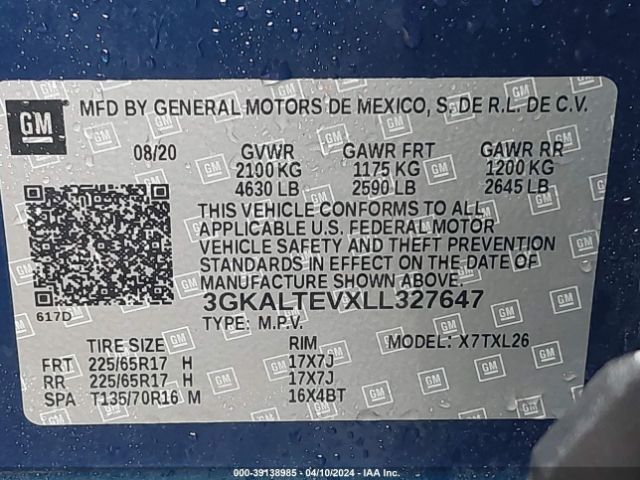 GM MFD BY GENERAL MOTORS DE MEXICO, S. DE R.L. DE C.V.
08/20 GVWR GAWR FRT GAWR RR
2100 KG 1175 KG 1200 KG
4630 LB 2590 LB 2645 LB
THIS VEHICLE CONFORMS TO ALL
APPLICABLE U.S. FEDERAL MOTOR
VEHICLE SAFETY AND THEFT PREVENTION
STANDARDS IN EFFECT ON THE DATE OF
MANUFACTURE SHOWN ABOVE.
617D 3GKALTEVXLL327647
TYPE: M.P.V.
TIRE SIZE RIM MODEL: X7TXL26
FRT 225/65R17 H 17X7J
RR 225/65R17 H 17X7J
SPA T135/70R16 M 16X4BT
000-39138985 - 04/10/2024 - IAA Inc.